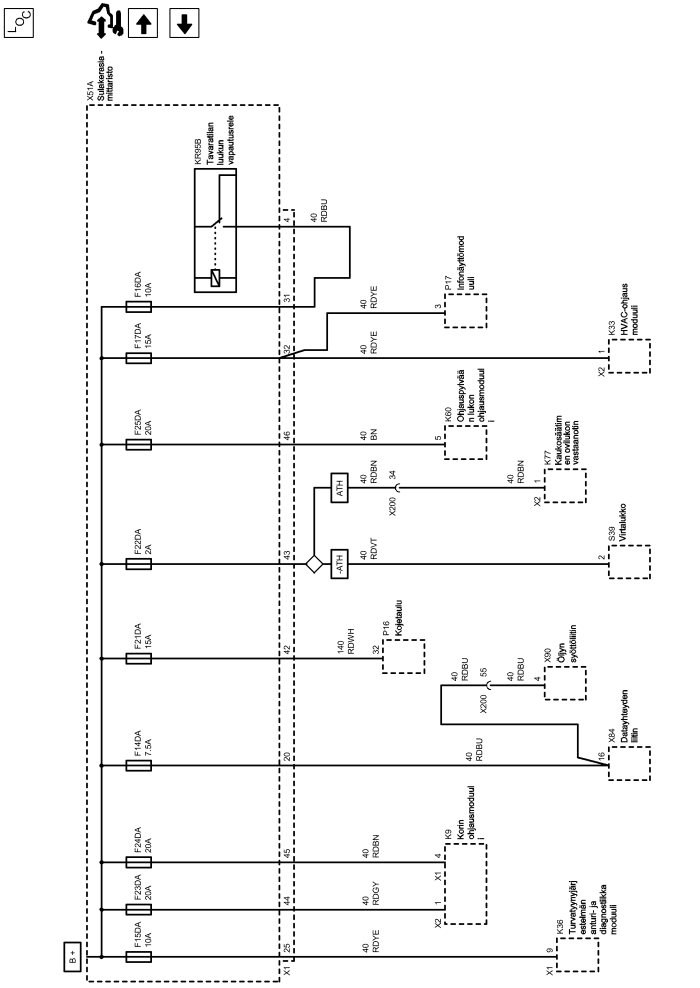 LOC
X51A
Sulakerasia -
mittaristo
KR95B
Tavaratilan
luukun
vapautusrele
4
40
RDBU
F16DA
10A
31
40
RDYE
3
P17
Infonäyttömod
uuli
F17DA
15A
32
40
RDYE
1
X2
K33
HVAC-ohjaus
moduuli
F25DA
20A
46
40
BN
5
K60
Ohjauspylvää
n lukon
ohjausmoduul
i
ATH
40
RDBN
34
X200
40
RDBN
1
X2
K77
Kaukosäätim
en ovilukon
vastaanotin
F22DA
2A
43
-ATH
40
RDVT
2
S39
Virtalukko
F21DA
15A
42
140
RDWH
32
P16
Kojetaulu
40
RDBU
55
X200
40
RDBU
4
X90
Öljyn
syöttöliitin
F14DA
7.5A
20
40
RDBU
16
X84
Datayhteyden
liitin
F24DA
20A
45
40
RDBN
4
X1
K9
Korin
ohjausmoduul
i
F23DA
20A
44
40
RDGY
1
X2
B +
F15DA
10A
25
X1
40
RDYE
9
X1
K36
Turvatyynyjärj
estelmän
anturi- ja
diagnostiikka
moduuli